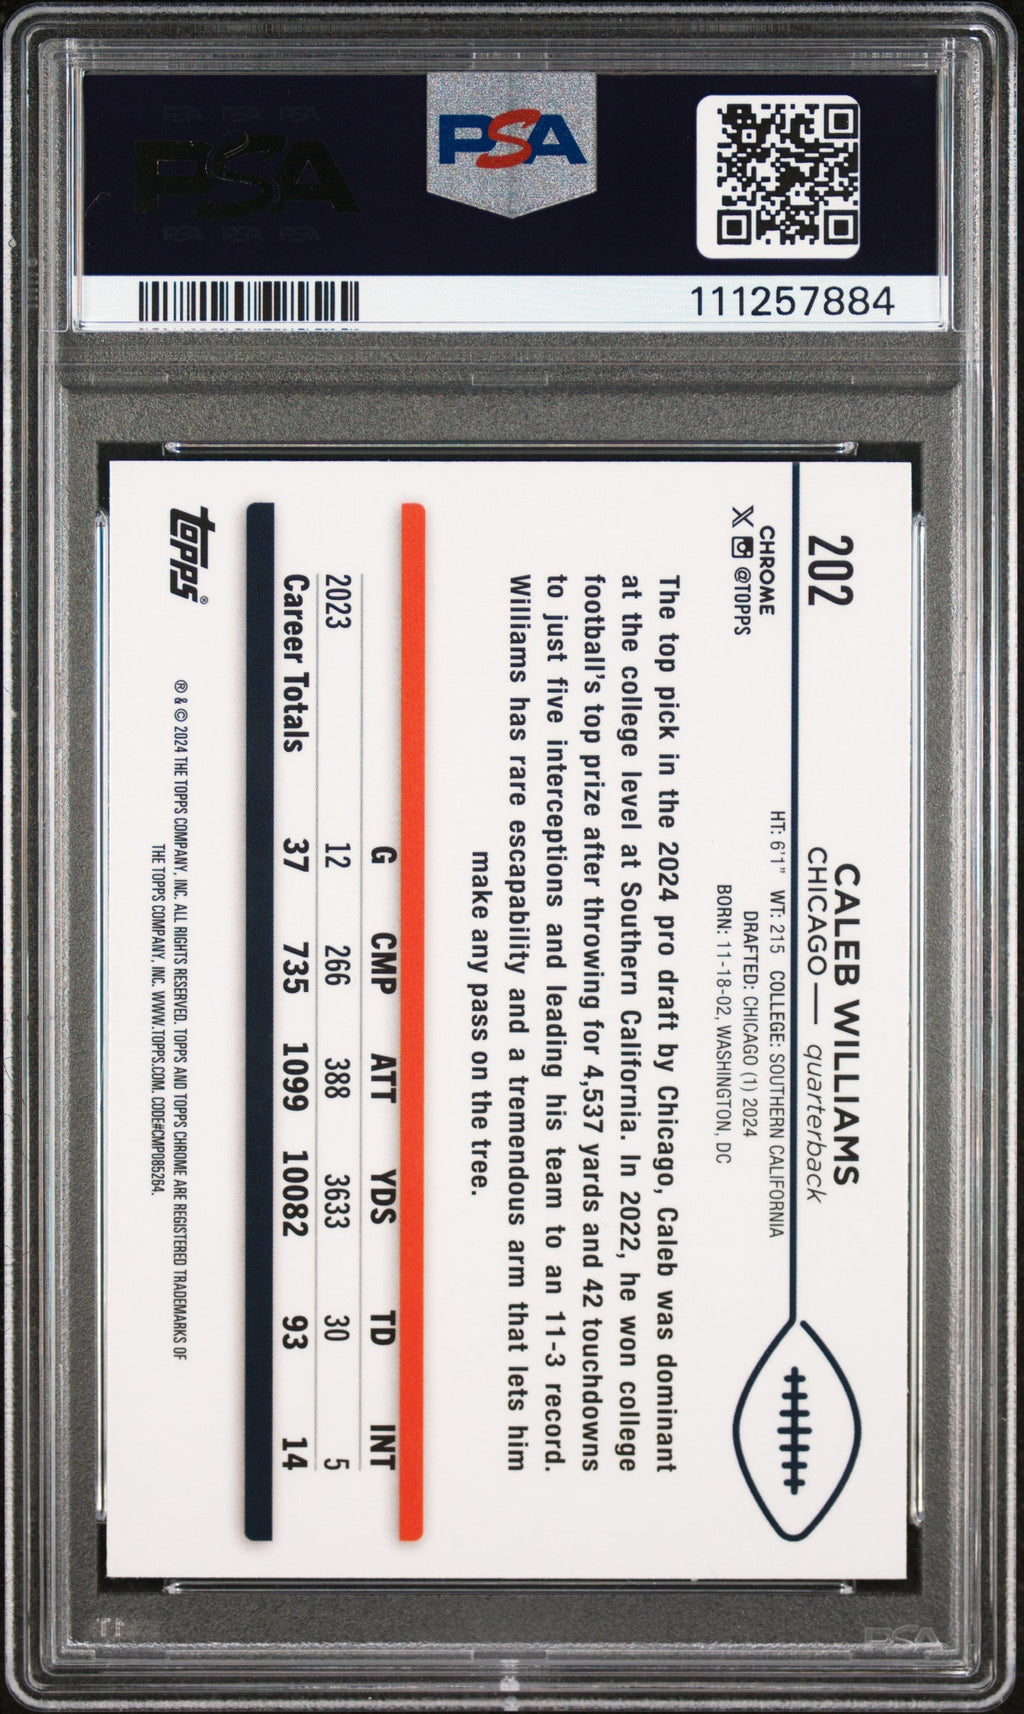 PSA PSA PSA
PSA
PSA PSA PSA
PSA
111257884
202
CALEB WILLIAMS
CHICAGO— quarterback
CHROME
X @TOPPS
HT: 6'1" WT: 215 COLLEGE: SOUTHERN CALIFORNIA
DRAFTED: CHICAGO (1) 2024
BORN: 11-18-02, WASHINGTON, DC
The top pick in the 2024 pro draft by Chicago, Caleb was dominant
at the college level at Southern California. In 2022, he won college
football's top prize after throwing for 4,537 yards and 42 touchdowns
to just five interceptions and leading his team to an 11-3 record.
Williams has rare escapability and a tremendous arm that lets him
make any pass on the tree.
G CMP ATT YDS TD INT
2023 12 266 388 3633 30 5
Career Totals 37 735 1099 10082 93 14
topps®
® & © 2024 THE TOPPS COMPANY, INC. ALL RIGHTS RESERVED. TOPPS AND TOPPS CHROME ARE REGISTERED TRADEMARKS OF
THE TOPPS COMPANY, INC. WWW.TOPPS.COM. CODE#CMP085264.
PSA